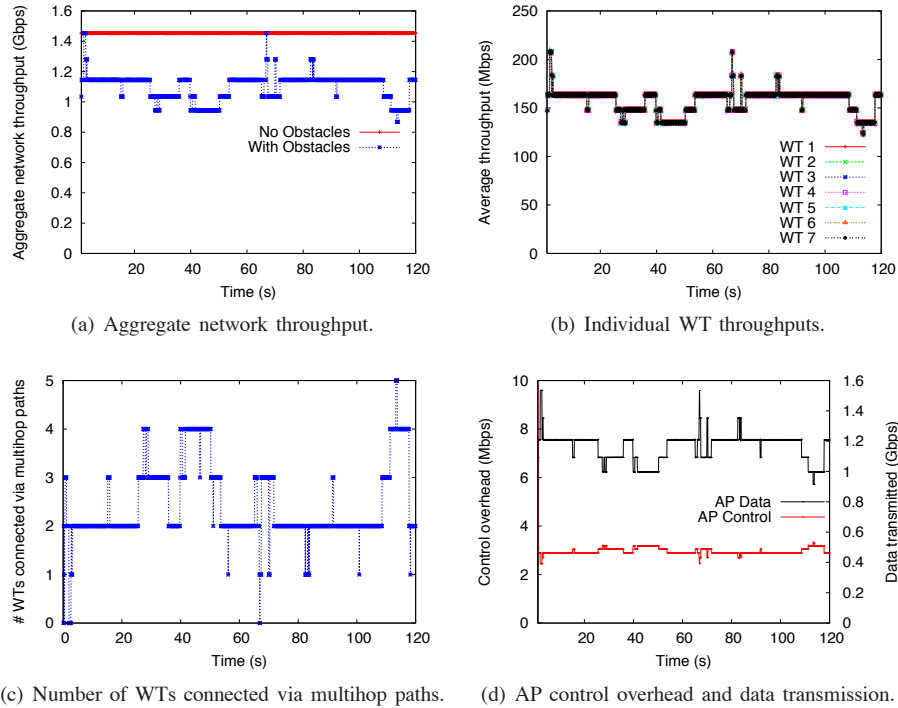 Aggregate network throughput (Gbps)
1.6
1.4
1.2
1
0.8
0.6
0.4
0.2
0
No Obstacles
With Obstacles
20 40 60 80 100 120
Time (s)
(a) Aggregate network throughput.
Average throughput (Mbps)
250
200
150
100
50
0
WT 1
WT 2
WT 3
WT 4
WT 5
WT 6
WT 7
20 40 60 80 100 120
Time (s)
(b) Individual WT throughputs.
# WTs connected via multihop paths
5
4
3
2
1
0
0 20 40 60 80 100 120
Time (s)
(c) Number of WTs connected via multihop paths.
Control overhead (Mbps)
10
8
6
4
2
0
AP Data
AP Control
1.6
1.4
1.2
1
0.8
0.6
0.4
0.2
0
Data transmitted (Gbps)
20 40 60 80 100 120
Time (s)
(d) AP control overhead and data transmission.